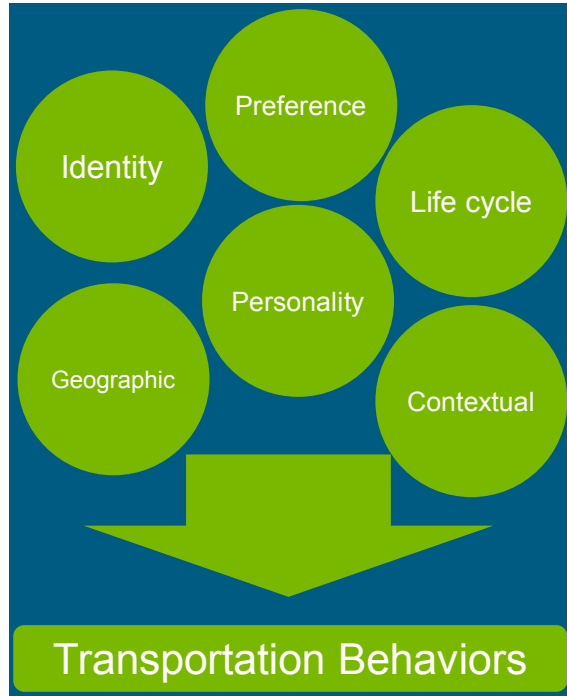 Preference
Identity
Life cycle
Personality
Geographic
Contextual
Transportation Behaviors